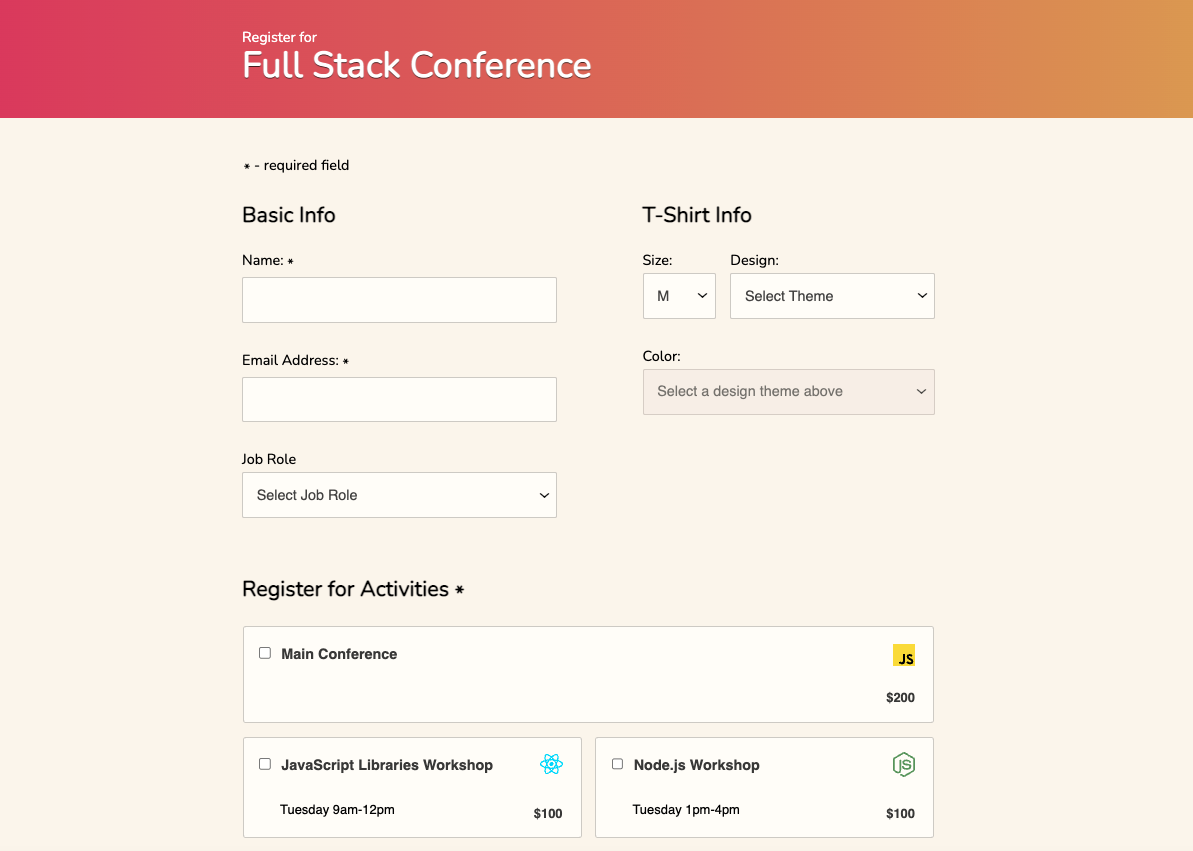 Register for
Full Stack Conference
* - required field
Basic Info
Name: *
Email Address: *
Job Role
Select Job Role
T-Shirt Info
Size:
Design:
M
Select Theme
Color:
Select a design theme above
Register for Activities *
Main Conference
JS
$200
JavaScript Libraries Workshop
Tuesday 9am-12pm
$100
Node.js Workshop
JS
Tuesday 1pm-4pm
$100